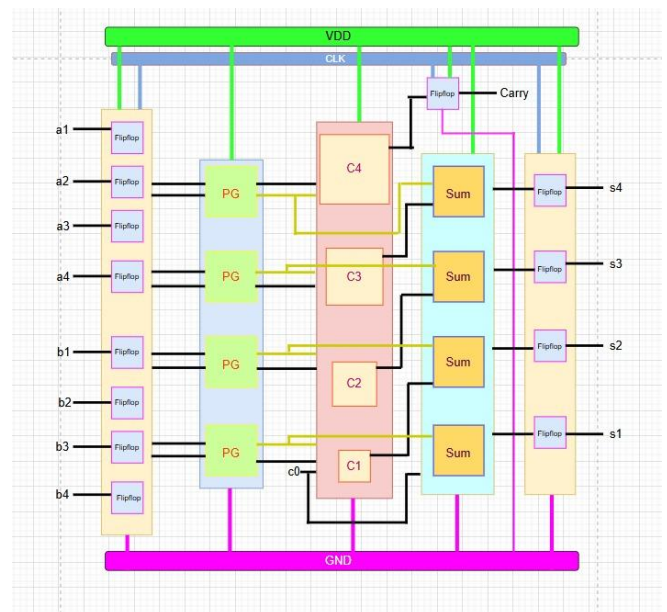 VDD
CLK
Flipflop
Carry
a1
Flipflop
C4
a2
Flipflop
PG
Sum
Flipflop
s4
a3
Flipflop
a4
Flipflop
PG
C3
Sum
Flipflop
s3
b1
Flipflop
PG
C2
Sum
Flipflop
s2
b2
Flipflop
b3
Flipflop
PG
C1
Sum
Flipflop
s1
c0
b4
Flipflop
GND